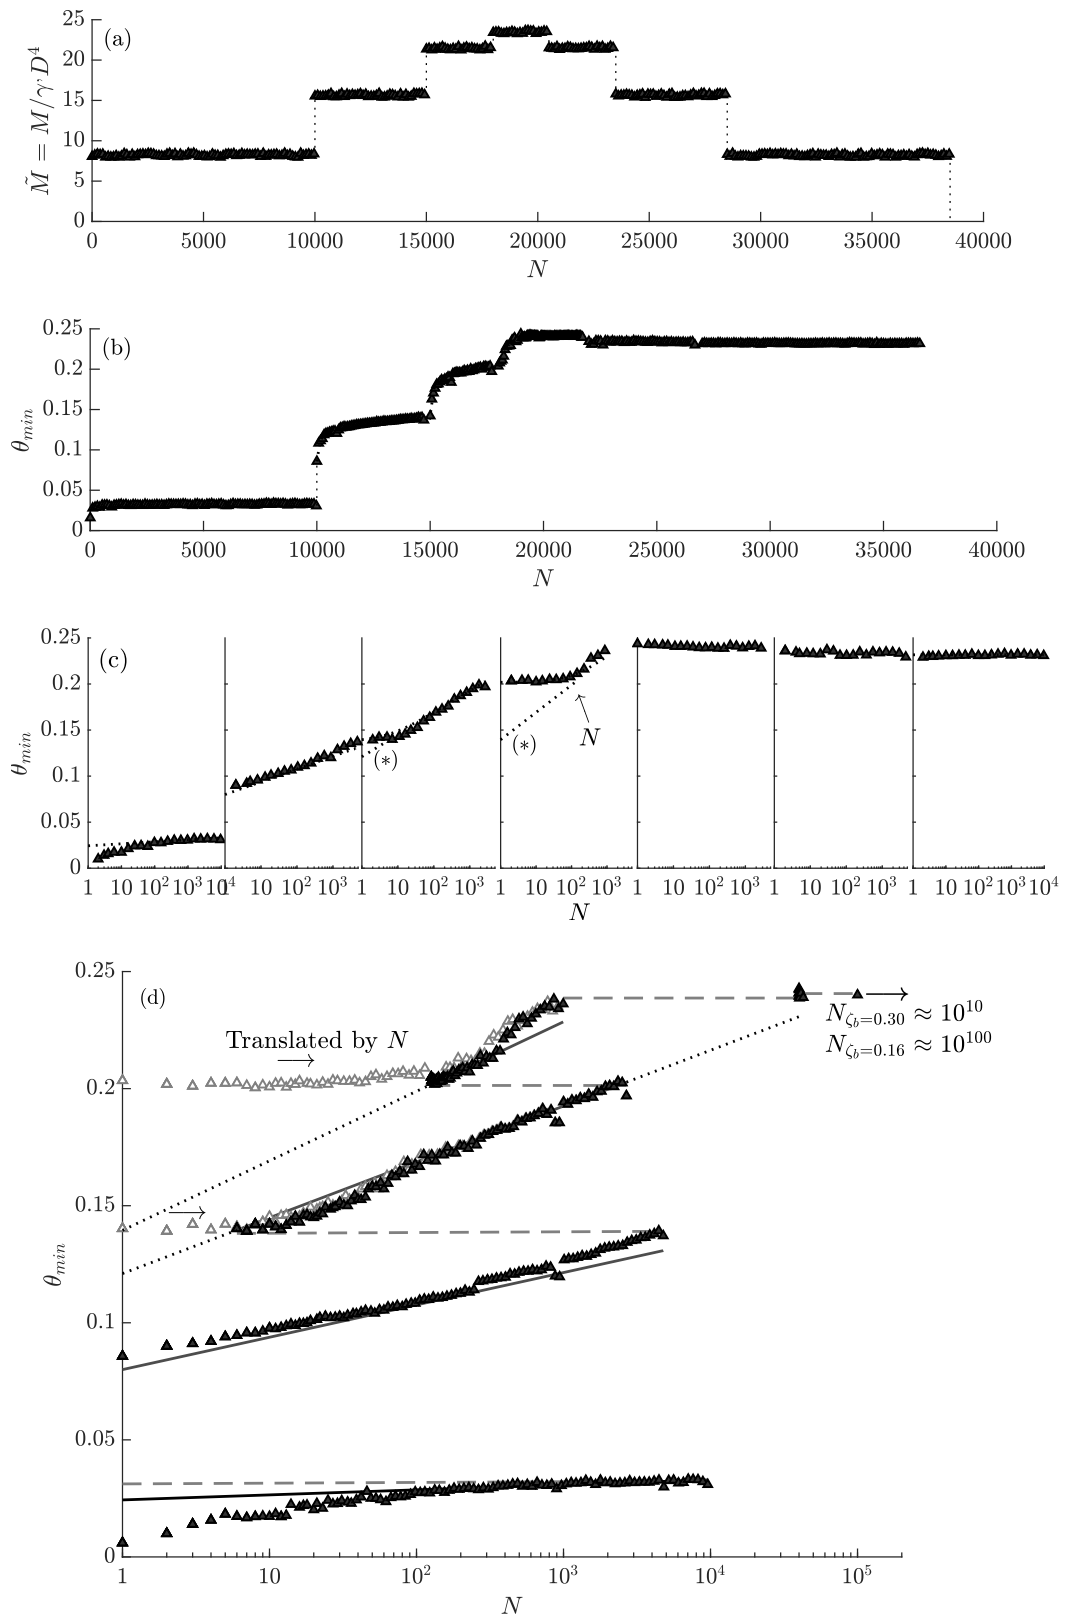 25
20
15
10
5
0
(a)
M̃ = M/γ'D⁴
0 5000 10000 15000 20000 25000 30000 35000 40000
N
0.25
0.2
0.15
0.1
0.05
0
(b)
θmin
0 5000 10000 15000 20000 25000 30000 35000 40000
N
0.25
0.2
0.15
0.1
0.05
0
(c)
θmin
(*)
(*)
N
1 10 10² 10³ 10⁴ 10 10² 10³ 1 10 10² 10³ 1 10 10² 10³ 1 10 10² 10³ 1 10 10² 10³ 1 10 10² 10³ 10⁴
N
0.25
0.2
0.15
0.1
0.05
0
(d)
θmin
Translated by N
Nζb=0.30 ≈ 10¹⁰
Nζb=0.16 ≈ 10¹⁰⁰
1 10 10² 10³ 10⁴ 10⁵
N